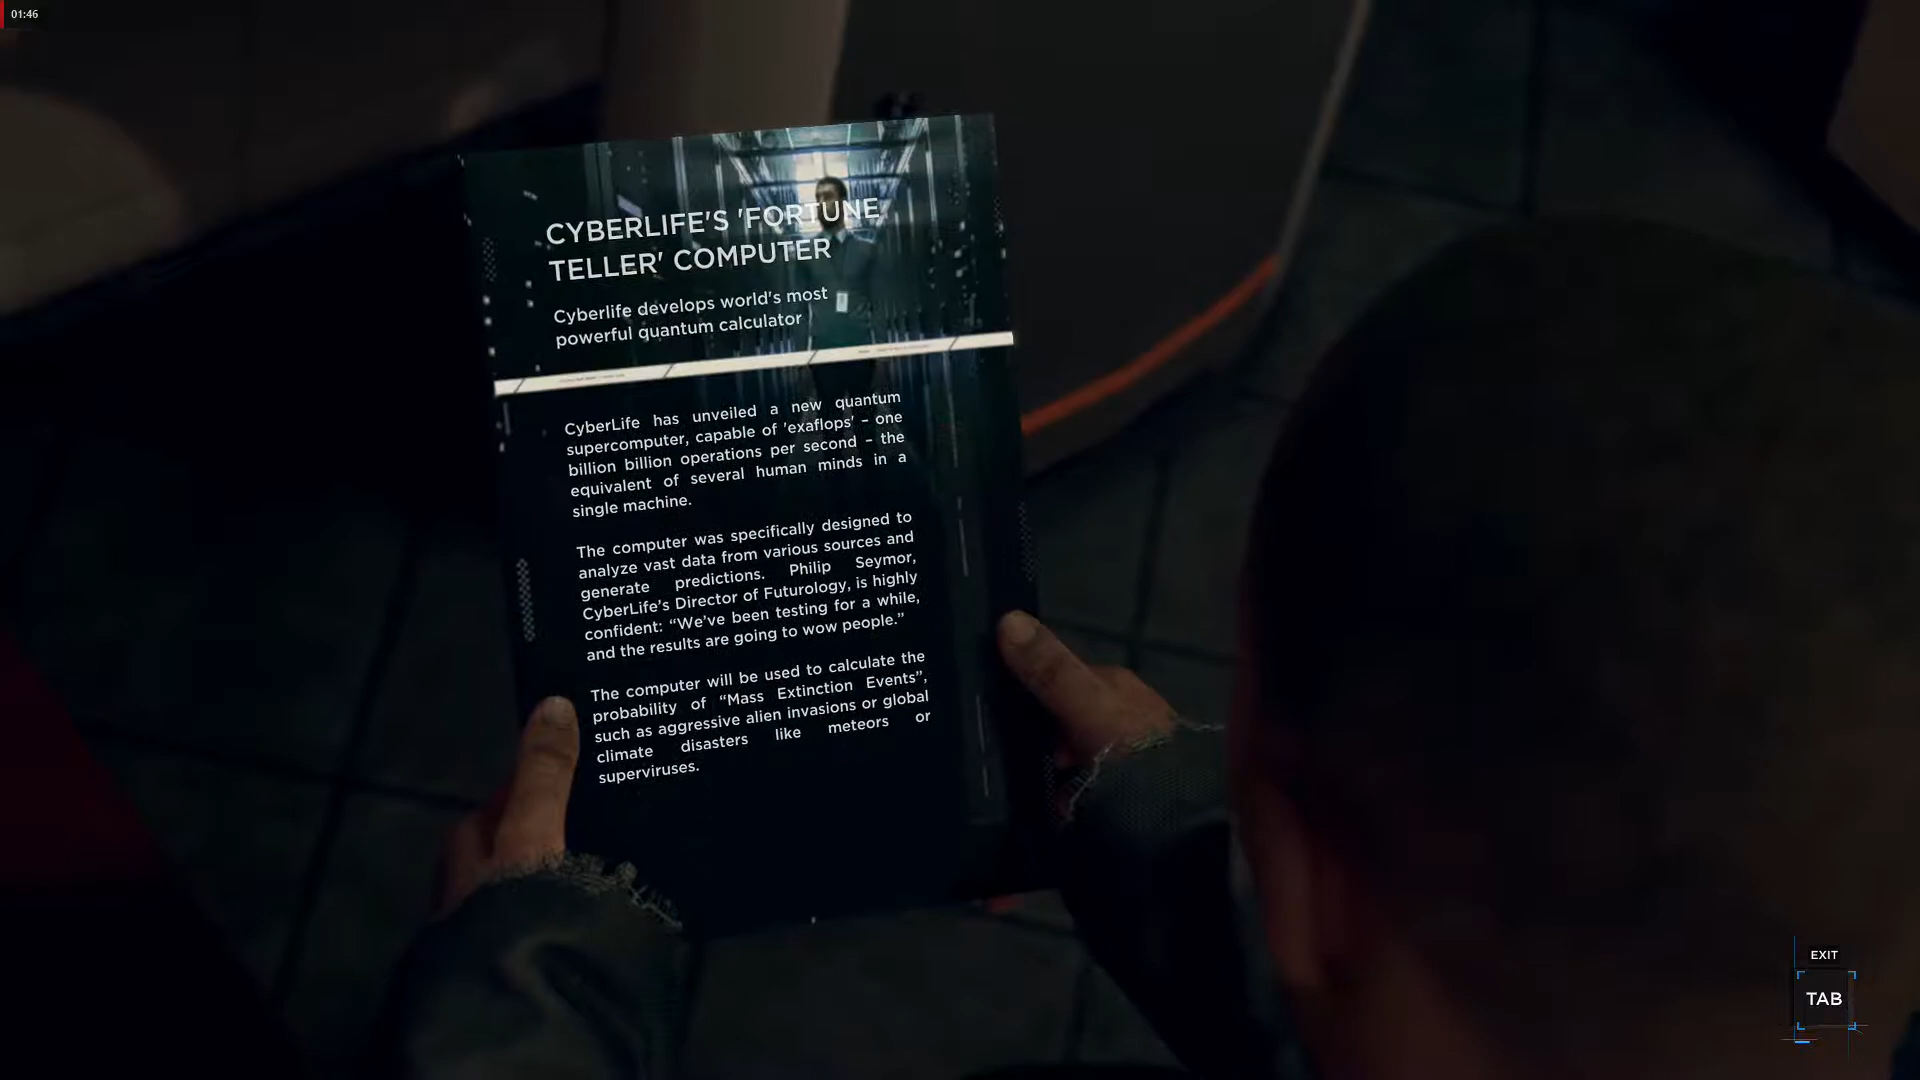 01:46
CYBERLIFE'S 'FORTUNE
TELLER' COMPUTER
Cyberlife develops world's most
powerful quantum calculator
CyberLife has unveiled a new quantum
supercomputer, capable of 'exaflops' – one
billion billion operations per second – the
equivalent of several human minds in a
single machine.
The computer was specifically designed to
analyze vast data from various sources and
generate predictions. Philip Seymor,
CyberLife's Director of Futurology, is highly
confident: “We've been testing for a while,
and the results are going to wow people.”
The computer will be used to calculate the
probability of “Mass Extinction Events”,
such as aggressive alien invasions or global
climate disasters like meteors or
superviruses.
EXIT
TAB